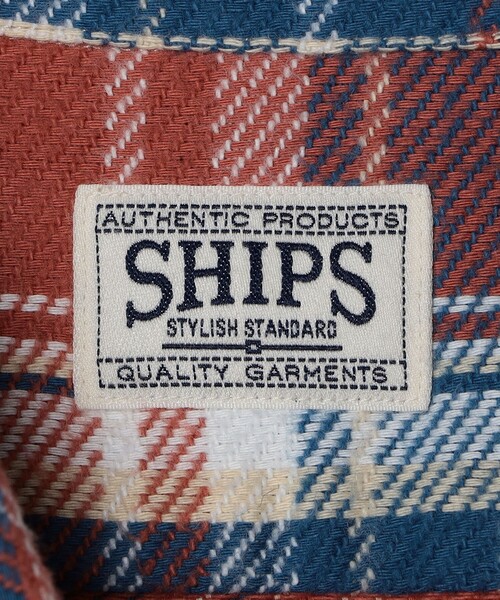 AUTHENTIC PRODUCTS
SHIPS
STYLISH STANDARD
QUALITY GARMENTS